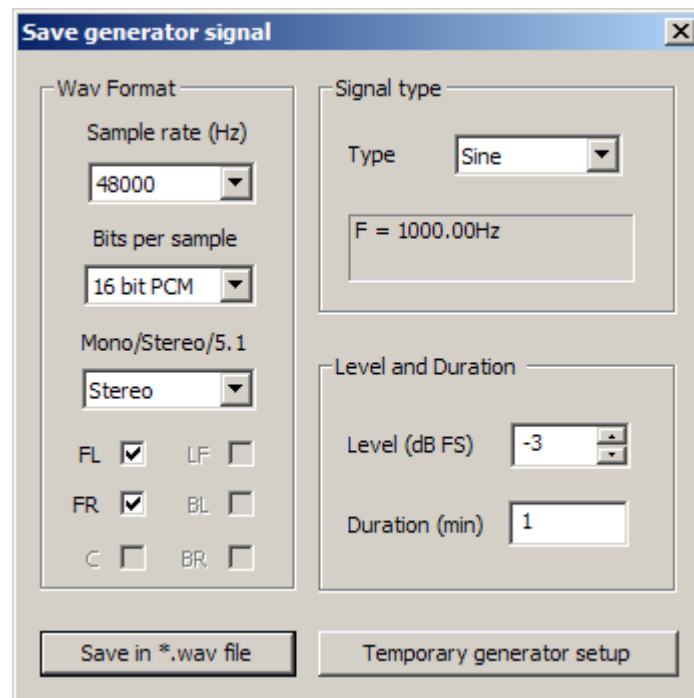 Save generator signal
Wav Format
Sample rate (Hz)
48000
Bits per sample
16 bit PCM
Mono/Stereo/5.1
Stereo
FL LF
FR BL
C BR
Signal type
Type Sine
F = 1000.00Hz
Level and Duration
Level (dB FS) -3
Duration (min) 1
Save in *.wav file
Temporary generator setup